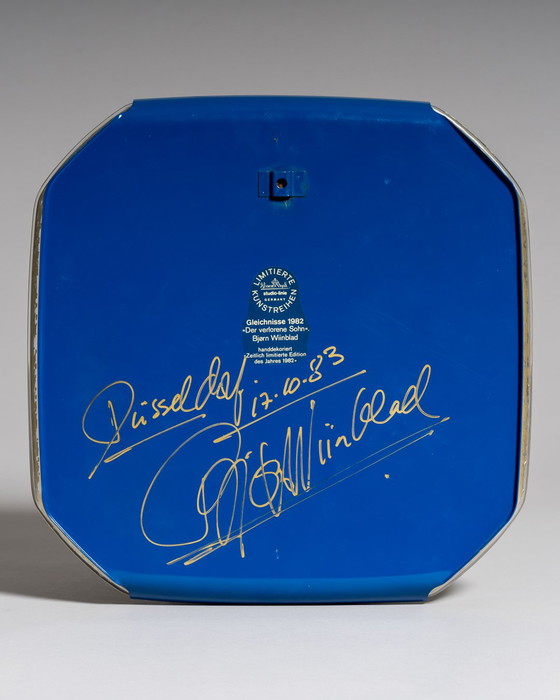 LIMITIERTE
Rosenthal
studio-linie
GERMANY
KUNSTREIHEN
Gleichnisse 1982
»Der verlorene Sohn«
Bjørn Wiinblad
handdekoriert
Zeitlich limitierte Edition
des Jahres 1982
Düsseldorf.
17.10.83
Bjørn Wiinblad